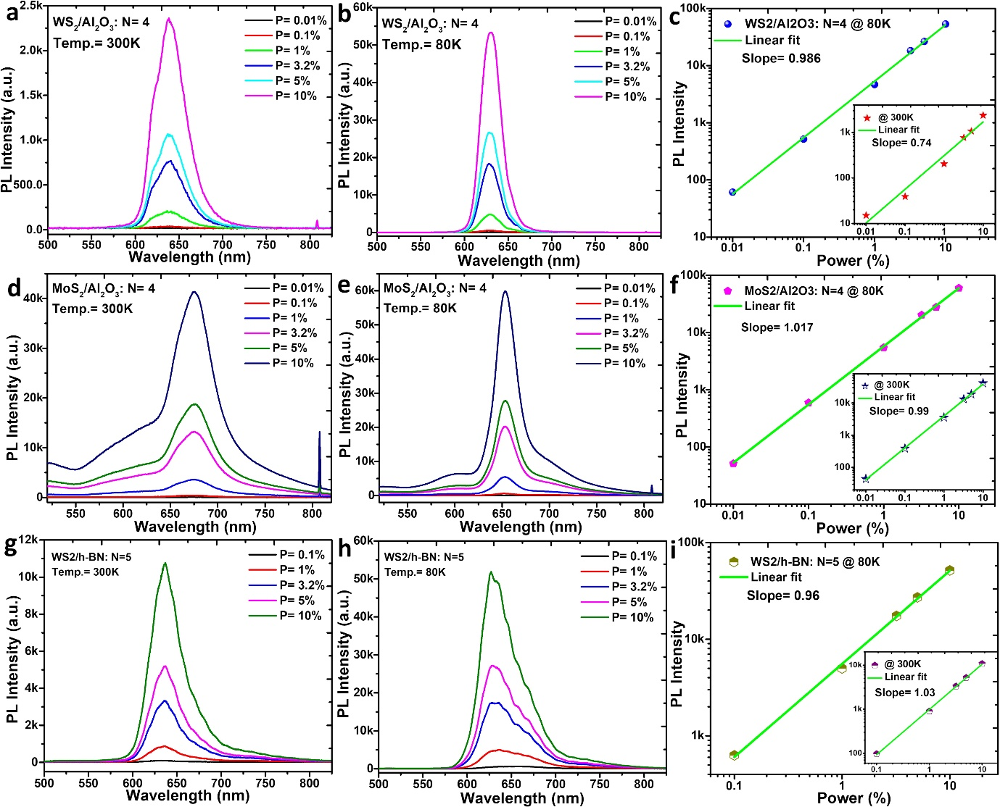 a
WS2/Al2O3: N= 4
Temp.= 300K
P= 0.01%
P= 0.1%
P= 1%
P= 3.2%
P= 5%
P= 10%
2.5k
2.0k
1.5k
1.0k
500.0
0.0
PL Intensity (a.u.)
500 550 600 650 700 750 800
Wavelength (nm)
b
WS2/Al2O3: N= 4
Temp.= 80K
P= 0.01%
P= 0.1%
P= 1%
P= 3.2%
P= 5%
P= 10%
60k
50k
40k
30k
20k
10k
0
PL Intensity (a.u.)
500 550 600 650 700 750 800
Wavelength (nm)
c
WS2/Al2O3: N=4 @ 80K
Linear fit
Slope= 0.986
100k
10k
1k
100
10
PL Intensity
0.01 0.1 1 10
Power (%)
@ 300K
Linear fit
Slope= 0.74
1k
100
10
0.01 0.1 1 10
d
MoS2/Al2O3: N= 4
Temp.= 300K
P= 0.01%
P= 0.1%
P= 1%
P= 3.2%
P= 5%
P= 10%
40k
30k
20k
10k
0
PL Intensity (a.u.)
550 600 650 700 750 800
Wavelength (nm)
e
MoS2/Al2O3: N= 4
Temp.= 80K
P= 0.01%
P= 0.1%
P= 1%
P= 3.2%
P= 5%
P= 10%
60k
50k
40k
30k
20k
10k
0
PL Intensity (a.u.)
550 600 650 700 750 800
Wavelength (nm)
f
MoS2/Al2O3: N=4 @ 80K
Linear fit
Slope= 1.017
100k
10k
1k
100
10
PL Intensity
0.01 0.1 1 10
Power (%)
@ 300K
Linear fit
Slope= 0.99
10k
1k
100
0.01 0.1 1 10
g
WS2/h-BN: N=5
Temp.= 300K
P= 0.1%
P= 1%
P= 3.2%
P= 5%
P= 10%
12k
10k
8k
6k
4k
2k
0
PL Intensity (a.u.)
500 550 600 650 700 750 800
Wavelength (nm)
h
WS2/h-BN: N=5
Temp.= 80K
P= 0.1%
P= 1%
P= 3.2%
P= 5%
P= 10%
60k
50k
40k
30k
20k
10k
0
PL Intensity (a.u.)
500 550 600 650 700 750 800
Wavelength (nm)
i
WS2/h-BN: N=5 @ 80K
Linear fit
Slope= 0.96
100k
10k
1k
PL Intensity
0.1 1 10
Power (%)
@ 300K
Linear fit
Slope= 1.03
10k
1k
100
0.1 1 10